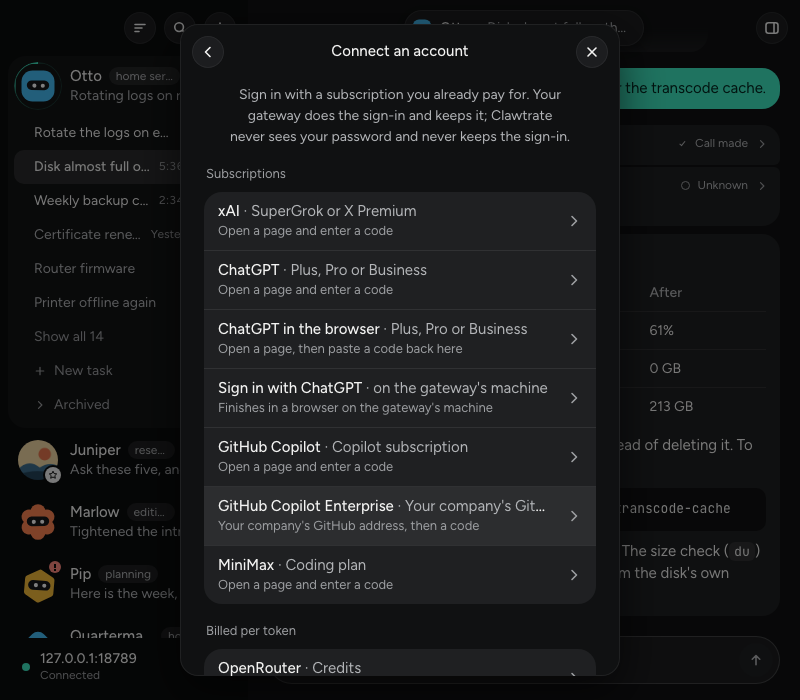 Connect an account
Sign in with a subscription you already pay for. Your
gateway does the sign-in and keeps it; Clawtrate
never sees your password and never keeps the sign-in.
Subscriptions
xAI · SuperGrok or X Premium
Open a page and enter a code
ChatGPT · Plus, Pro or Business
Open a page and enter a code
ChatGPT in the browser · Plus, Pro or Business
Open a page, then paste a code back here
Sign in with ChatGPT · on the gateway's machine
Finishes in a browser on the gateway's machine
GitHub Copilot · Copilot subscription
Open a page and enter a code
GitHub Copilot Enterprise · Your company's Git...
Your company's GitHub address, then a code
MiniMax · Coding plan
Open a page and enter a code
Billed per token
OpenRouter · Credits
Otto home ser...
Rotating logs on
Rotate the logs on e...
Disk almost full o... 5:36
Weekly backup c... 2:34
Certificate rene... Yeste
Router firmware
Printer offline again
Show all 14
+ New task
Archived
Juniper rese...
Ask these five, an
Marlow editi...
Tightened the intr
Pip planning
Here is the week,
Quarterma
127.0.0.1:18789
Connected
the transcode cache.
Call made
Unknown
After
61%
0 GB
213 GB
ead of deleting it. To
transcode-cache
The size check ( du )
m the disk's own